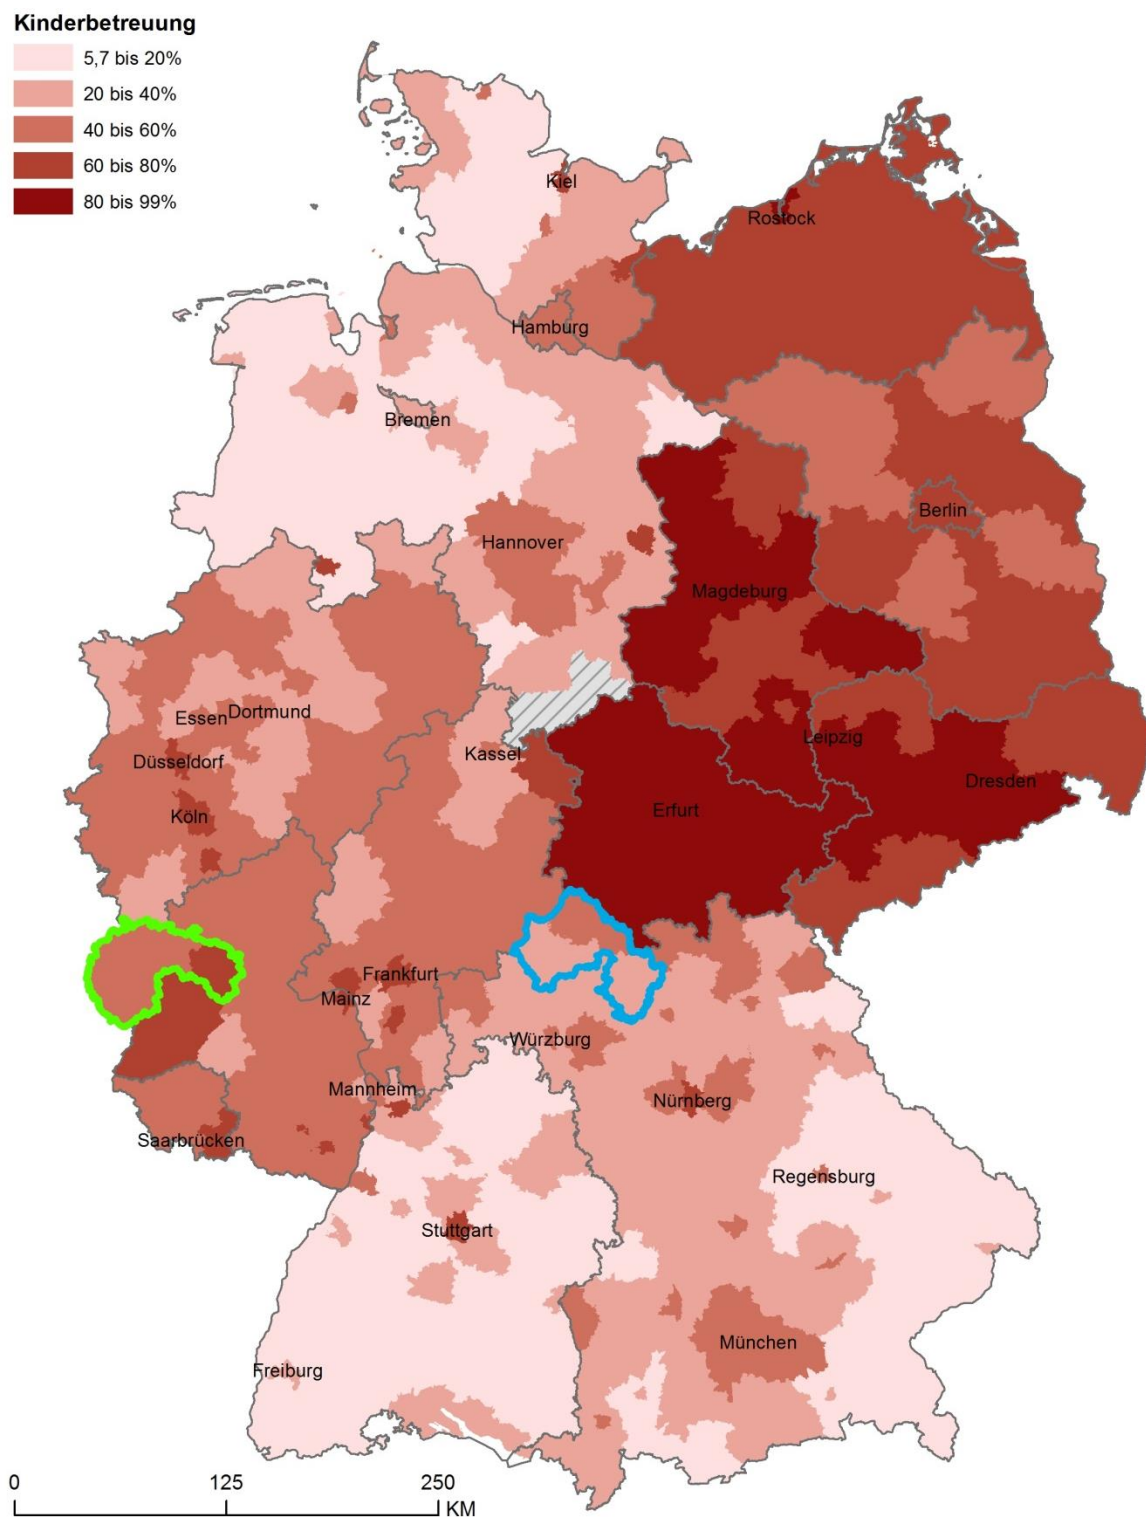 Kinderbetreuung
5,7 bis 20%
20 bis 40%
40 bis 60%
60 bis 80%
80 bis 99%
Kiel
Rostock
Hamburg
Bremen
Berlin
Hannover
Magdeburg
Essen
Dortmund
Düsseldorf
Kassel
Leipzig
Dresden
Köln
Erfurt
Frankfurt
Mainz
Würzburg
Mannheim
Nürnberg
Saarbrücken
Regensburg
Stuttgart
München
Freiburg
0 125 250
KM